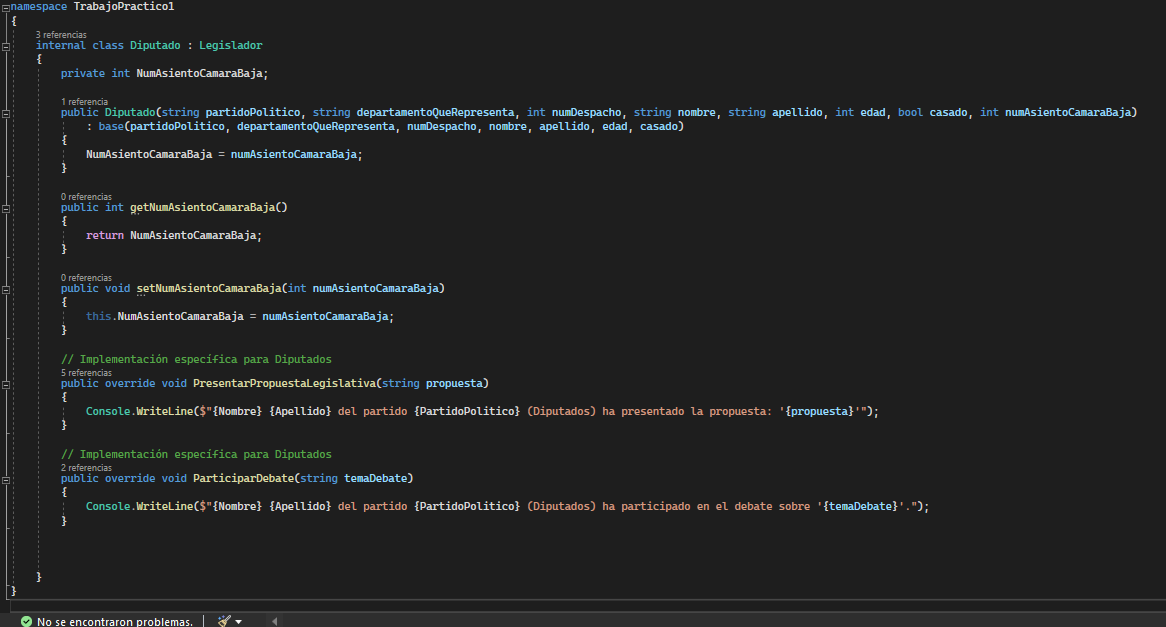 namespace TrabajoPractico1
{
3 referencias
internal class Diputado : Legislador
{
private int NumAsientoCamaraBaja;
1 referencia
public Diputado(string partidoPolitico, string departamentoQueRepresenta, int numDespacho, string nombre, string apellido, int edad, bool casado, int numAsientoCamaraBaja)
: base(partidoPolitico, departamentoQueRepresenta, numDespacho, nombre, apellido, edad, casado)
{
NumAsientoCamaraBaja = numAsientoCamaraBaja;
}
0 referencias
public int getNumAsientoCamaraBaja()
{
return NumAsientoCamaraBaja;
}
0 referencias
public void setNumAsientoCamaraBaja(int numAsientoCamaraBaja)
{
this.NumAsientoCamaraBaja = numAsientoCamaraBaja;
}
// Implementación específica para Diputados
5 referencias
public override void PresentarPropuestaLegislativa(string propuesta)
{
Console.WriteLine($"{Nombre} {Apellido} del partido {PartidoPolitico} (Diputados) ha presentado la propuesta: '{propuesta}'");
}
// Implementación específica para Diputados
2 referencias
public override void ParticiparDebate(string temaDebate)
{
Console.WriteLine($"{Nombre} {Apellido} del partido {PartidoPolitico} (Diputados) ha participado en el debate sobre '{temaDebate}'.");
}
}
}
No se encontraron problemas.